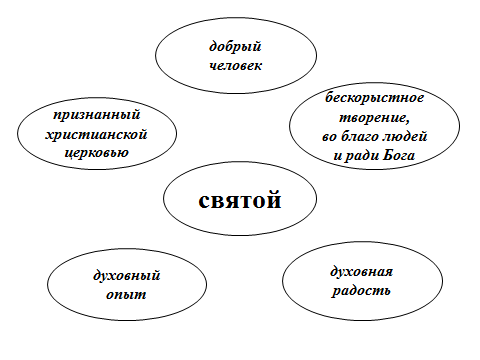 добрый
человек
признанный
христианской
церковью
бескорыстное
творение,
во благо людей
и ради Бога
святой
духовный
опыт
духовная
радость